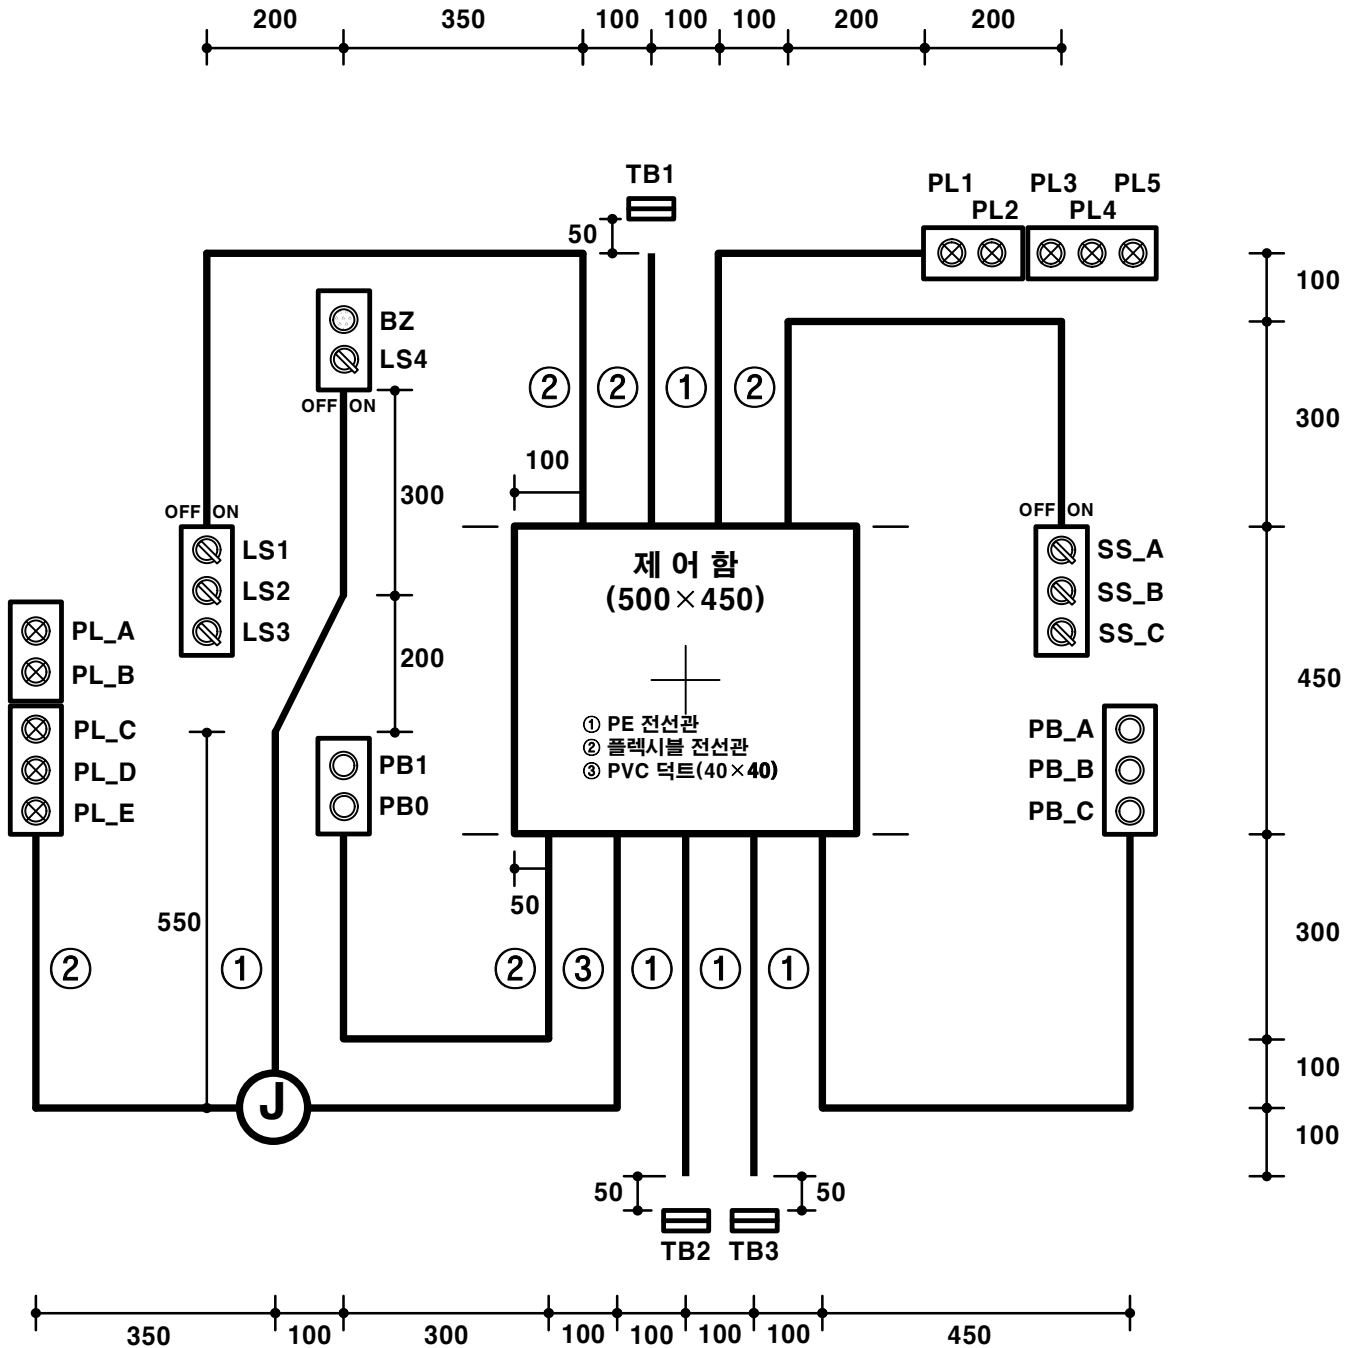 200 350 100 100 100 200 200
TB1
PL1 PL3 PL5
PL2 PL4
50
100
BZ
LS4
OFF ON
② ② ① ②
300
100
300
OFF ON
OFF ON
제 어 함
(500×450)
LS1
LS2
LS3
SS_A
SS_B
SS_C
PL_A
PL_B
200
450
PL_C
PL_D
PL_E
① PE 전선관
② 플렉시블 전선관
③ PVC 덕트(40×40)
PB1
PB0
PB_A
PB_B
PB_C
50
550
300
② ① ② ③ ① ① ①
100
J
100
50 50
TB2 TB3
350 100 300 100 100 100 100 450